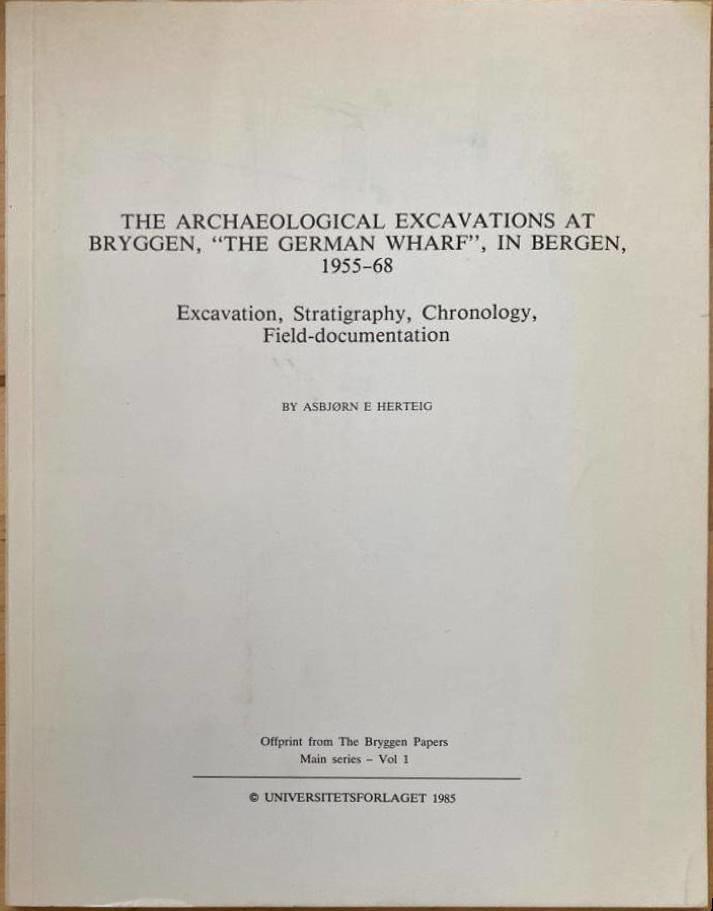 THE ARCHAEOLOGICAL EXCAVATIONS AT
BRYGGEN, “THE GERMAN WHARF”, IN BERGEN,
1955–68
Excavation, Stratigraphy, Chronology,
Field-documentation
BY ASBJØRN E HERTEIG
Offprint from The Bryggen Papers
Main series – Vol 1
© UNIVERSITETSFORLAGET 1985